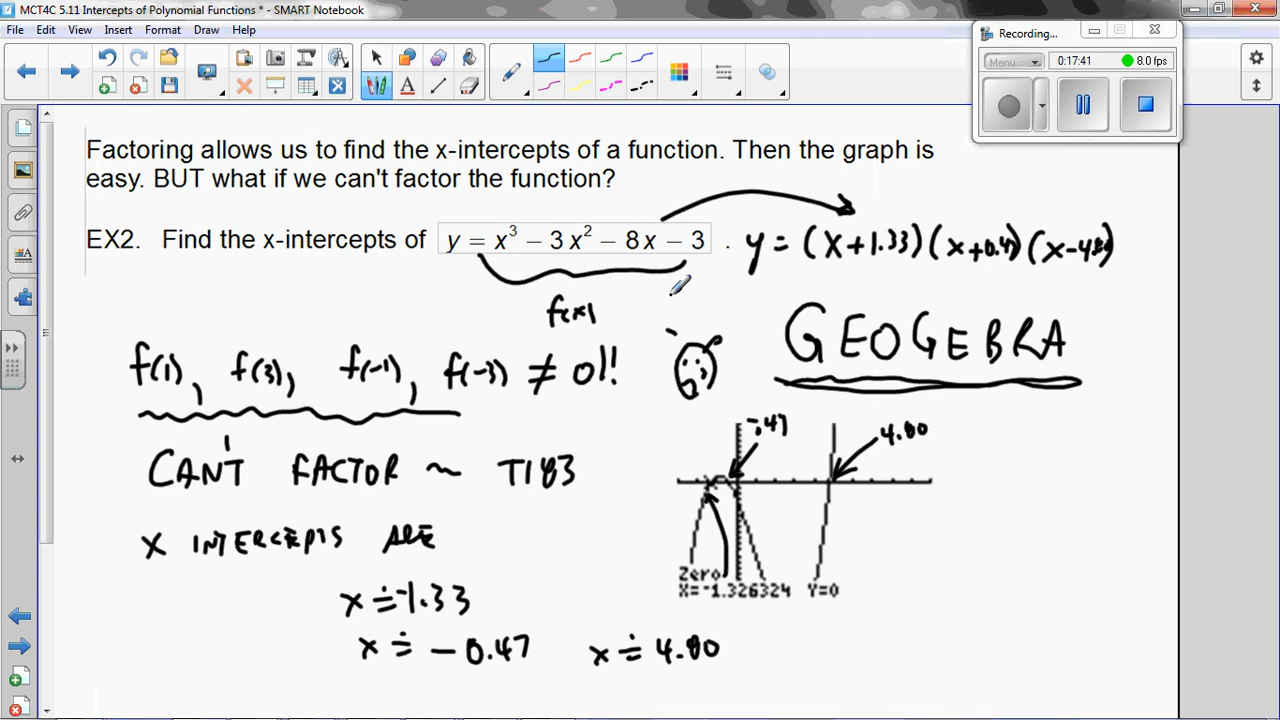 MCT4C 5.11 Intercepts of Polynomial Functions * - SMART Notebook
File Edit View Insert Format Draw Help
Recording...
Menu 0:17:41 8.0 fps
Factoring allows us to find the x-intercepts of a function. Then the graph is
easy. BUT what if we can't factor the function?
EX2. Find the x-intercepts of y = x³ − 3x² − 8x − 3 . y = (x+1.33)(x+0.47)(x-4.80)
f(x)
GEOGEBRA
f(1), f(3), f(-1), f(-3) ≠ 0!!
-.47
4.80
CAN'T FACTOR ~ TI83
X INTERCEPTS ARE
Zero
X=-1.326324 Y=0
x ≐ -1.33
x ≐ -0.47 x ≐ 4.80